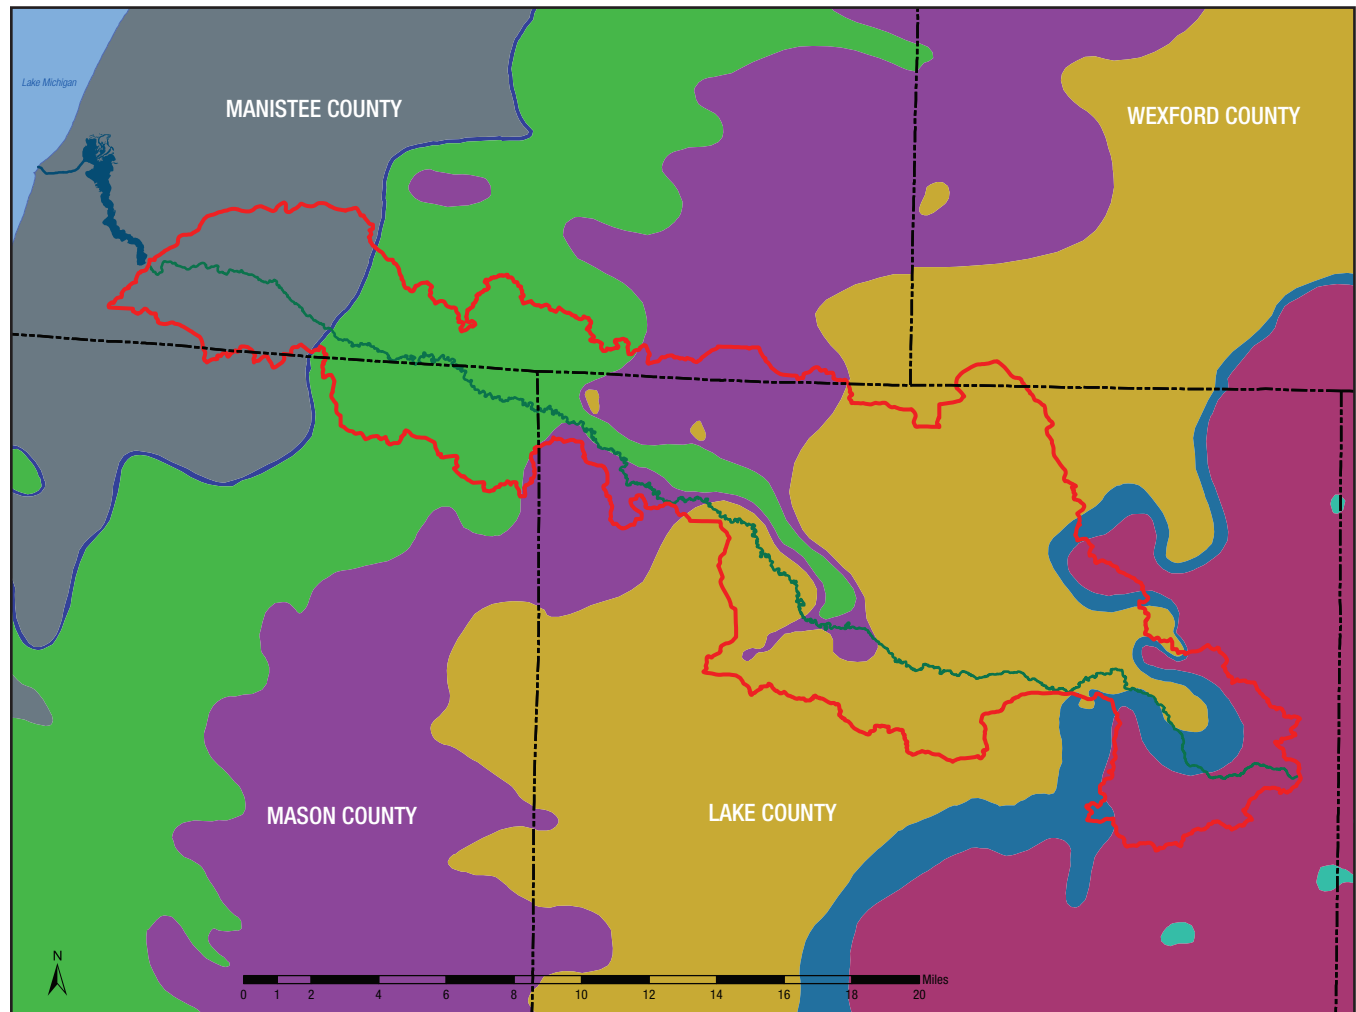 Lake Michigan
MANISTEE COUNTY
WEXFORD COUNTY
MASON COUNTY
LAKE COUNTY
N
Miles
0 1 2 4 6 8 10 12 14 16 18 20